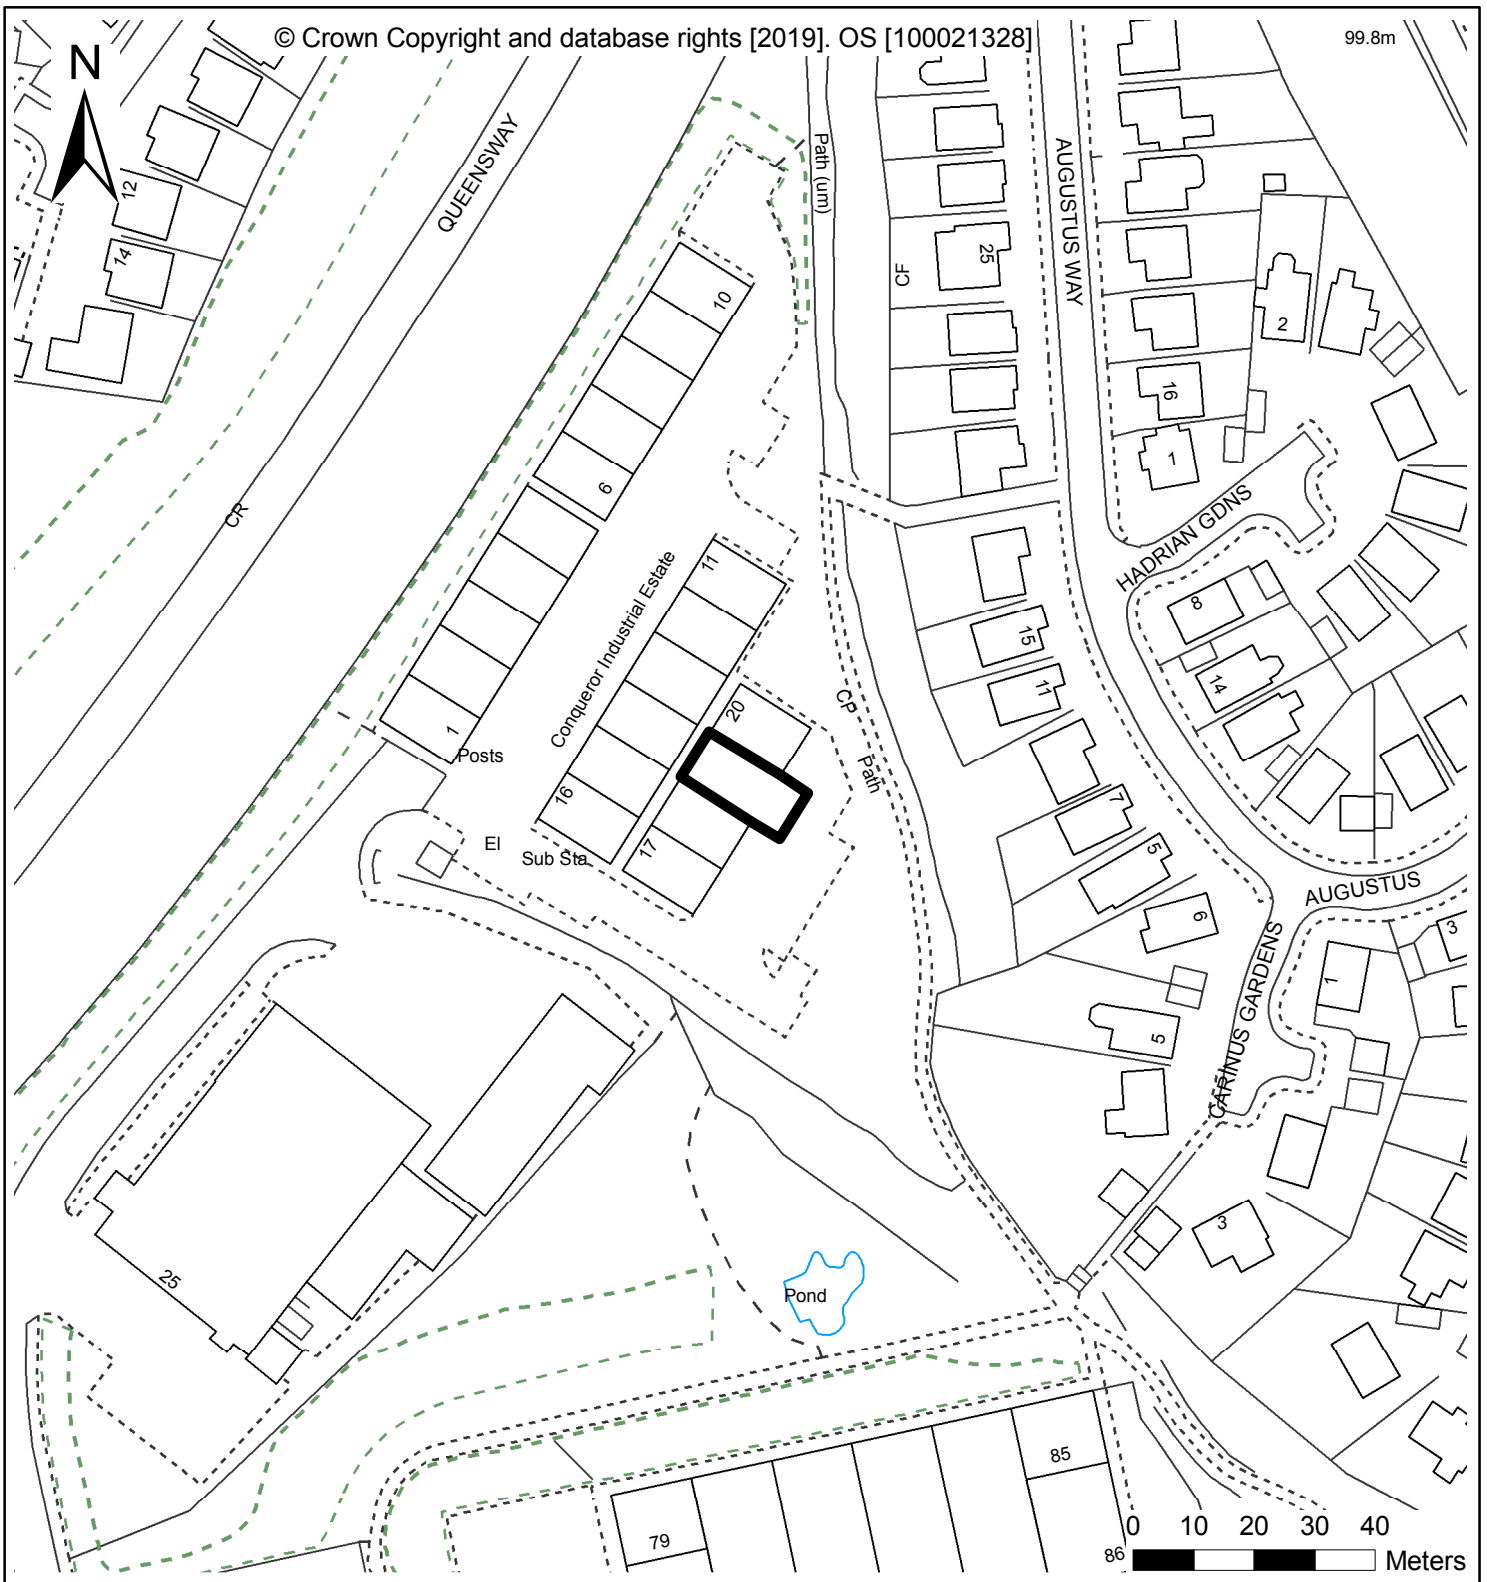 © Crown Copyright and database rights [2019]. OS [100021328]
99.8m
N
QUEENSWAY
Path (um)
AUGUSTUS WAY
12
14
25
CF
10
2
16
1
6
CR
HADRIAN GDNS
11
Conqueror Industrial Estate
8
15
14
11
CP
Path
20
1
Posts
16
7
El
Sub Sta
17
5
AUGUSTUS
6
3
CARINUS GARDENS
1
5
3
25
Pond
85
79
86
0 10 20 30 40
Meters